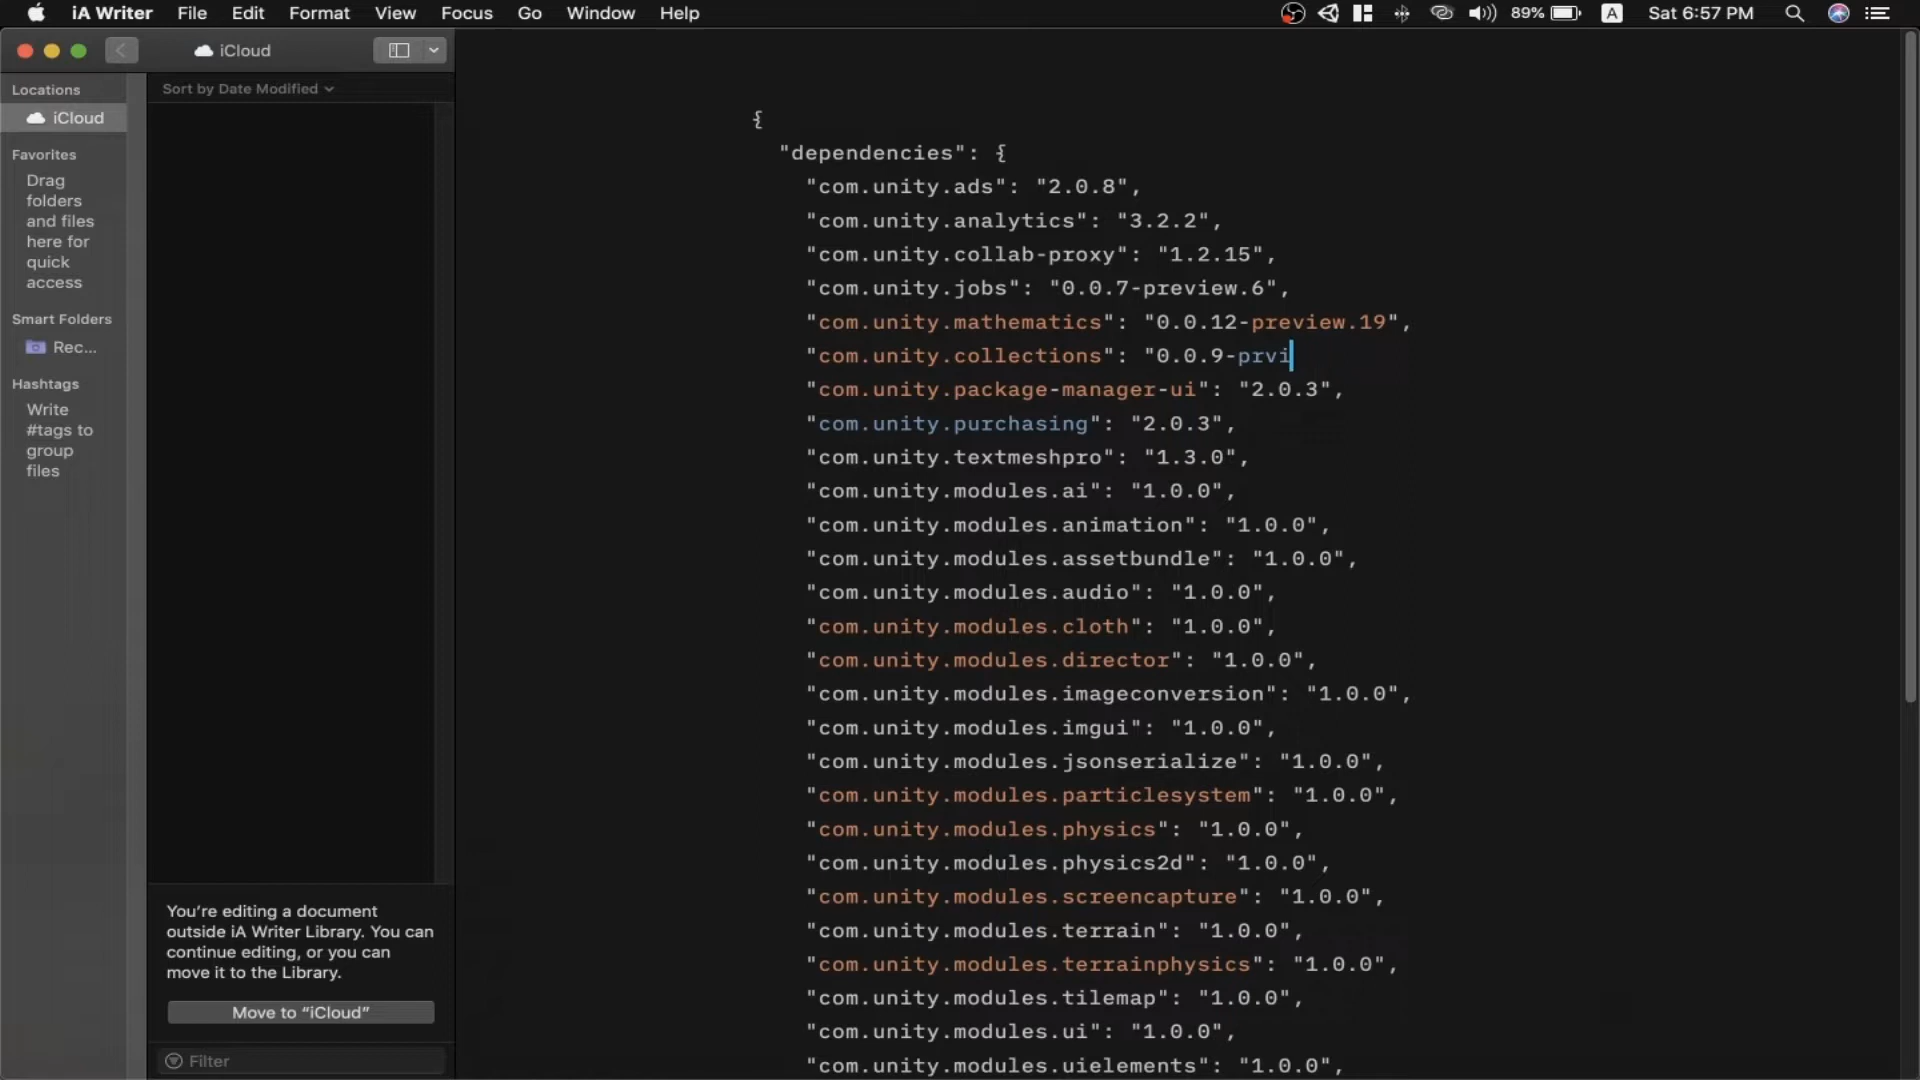 iA Writer File Edit Format View Focus Go Window Help 89% A Sat 6:57 PM
iCloud
Locations
iCloud
Favorites
Drag
folders
and files
here for
quick
access
Smart Folders
Rec...
Hashtags
Write
#tags to
group
files
Sort by Date Modified
You're editing a document
outside iA Writer Library. You can
continue editing, or you can
move it to the Library.
Move to “iCloud”
Filter
{
"dependencies": {
"com.unity.ads": "2.0.8",
"com.unity.analytics": "3.2.2",
"com.unity.collab-proxy": "1.2.15",
"com.unity.jobs": "0.0.7-preview.6",
"com.unity.mathematics": "0.0.12-preview.19",
"com.unity.collections": "0.0.9-prvi
"com.unity.package-manager-ui": "2.0.3",
"com.unity.purchasing": "2.0.3",
"com.unity.textmeshpro": "1.3.0",
"com.unity.modules.ai": "1.0.0",
"com.unity.modules.animation": "1.0.0",
"com.unity.modules.assetbundle": "1.0.0",
"com.unity.modules.audio": "1.0.0",
"com.unity.modules.cloth": "1.0.0",
"com.unity.modules.director": "1.0.0",
"com.unity.modules.imageconversion": "1.0.0",
"com.unity.modules.imgui": "1.0.0",
"com.unity.modules.jsonserialize": "1.0.0",
"com.unity.modules.particlesystem": "1.0.0",
"com.unity.modules.physics": "1.0.0",
"com.unity.modules.physics2d": "1.0.0",
"com.unity.modules.screencapture": "1.0.0",
"com.unity.modules.terrain": "1.0.0",
"com.unity.modules.terrainphysics": "1.0.0",
"com.unity.modules.tilemap": "1.0.0",
"com.unity.modules.ui": "1.0.0",
"com.unity.modules.uielements": "1.0.0",